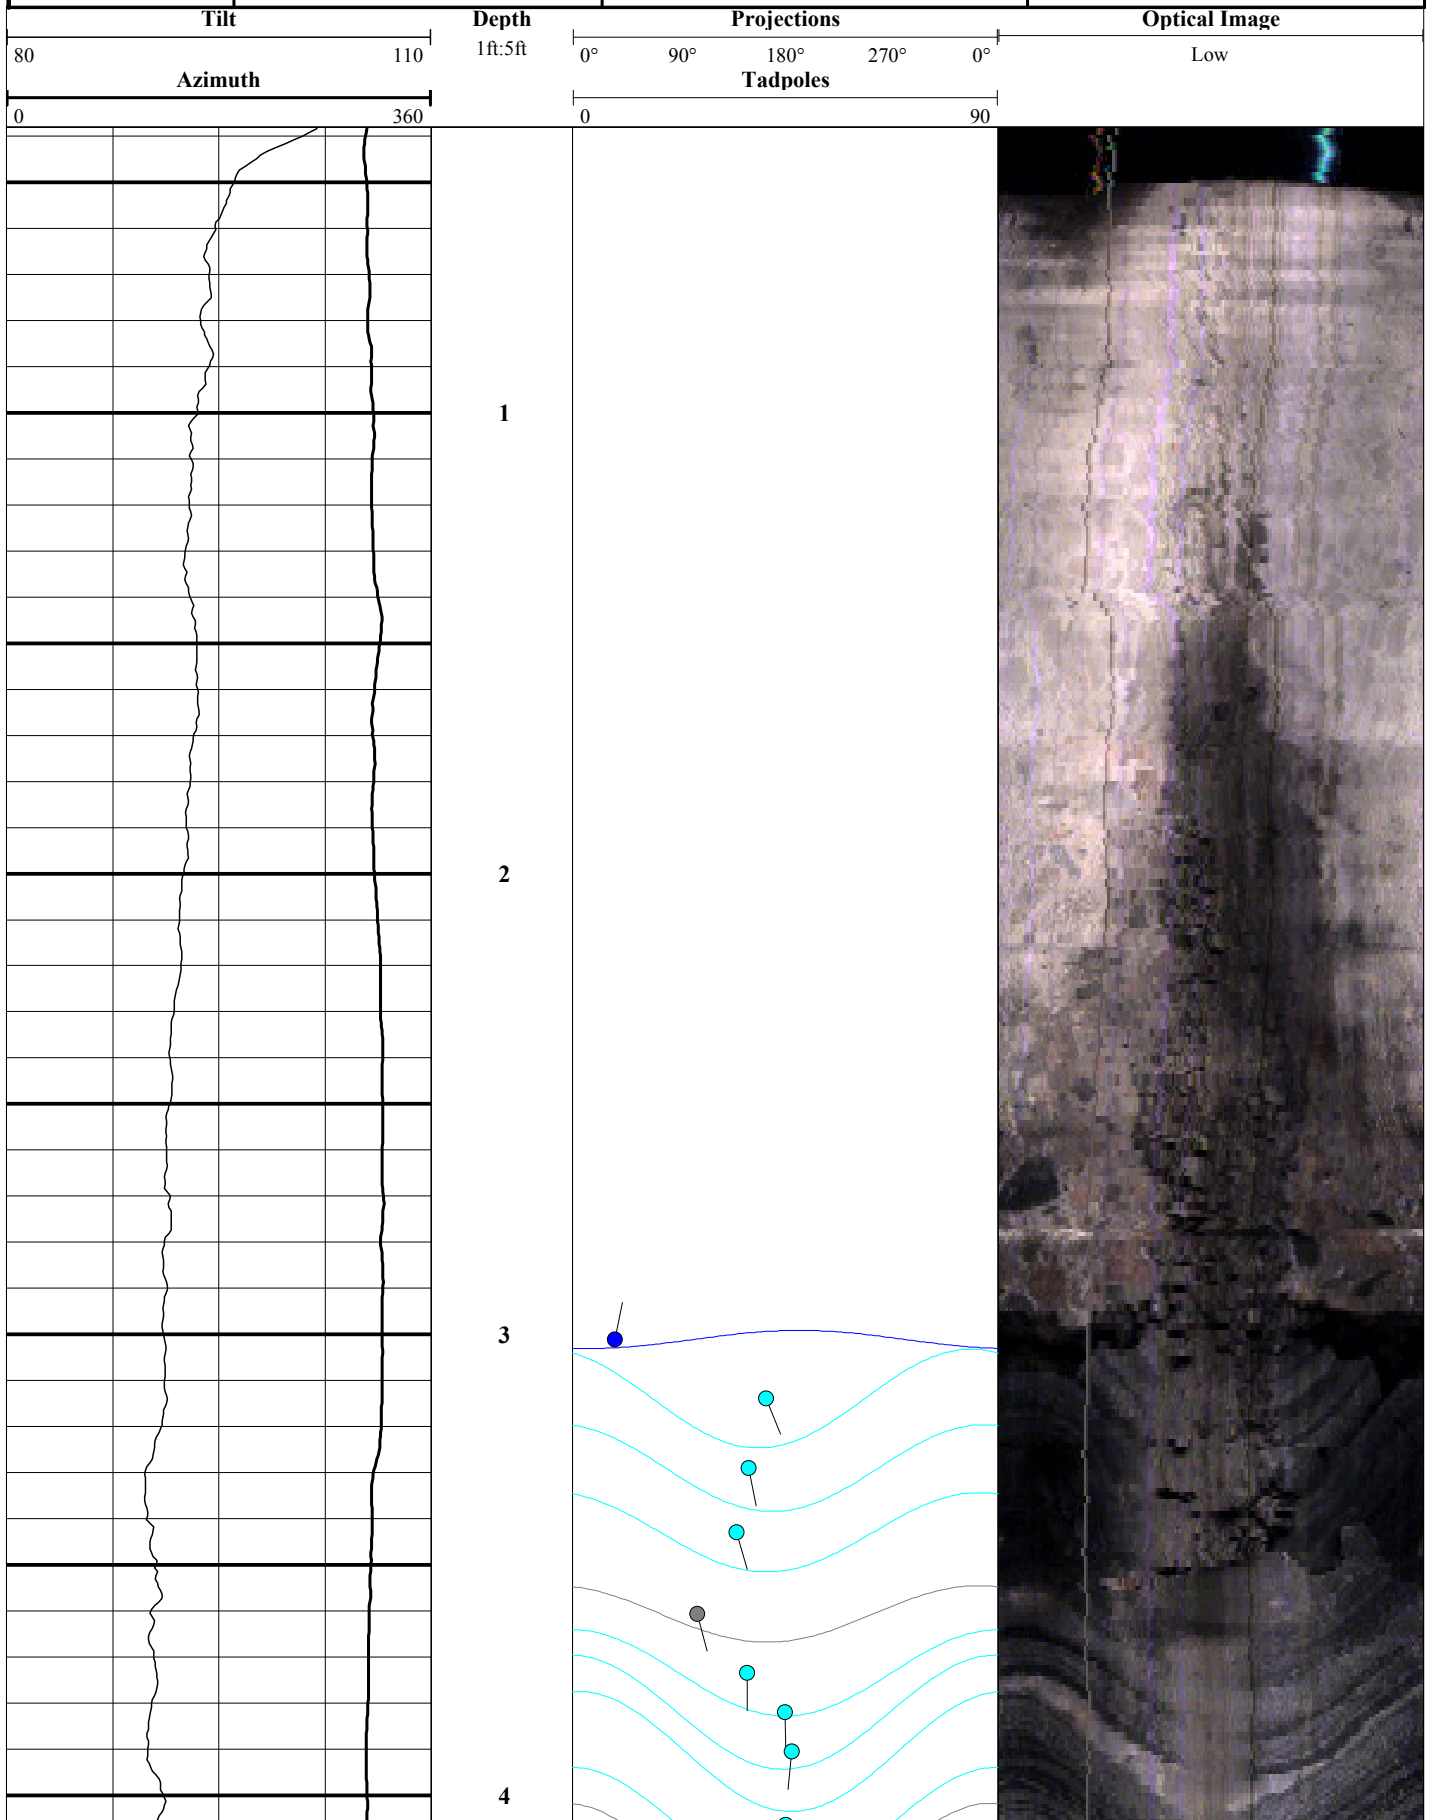 Tilt Depth Projections Optical Image
80 110 1ft:5ft 0° 90° 180° 270° 0° Low
Azimuth Tadpoles
0 360 0 90
1
2
3
4